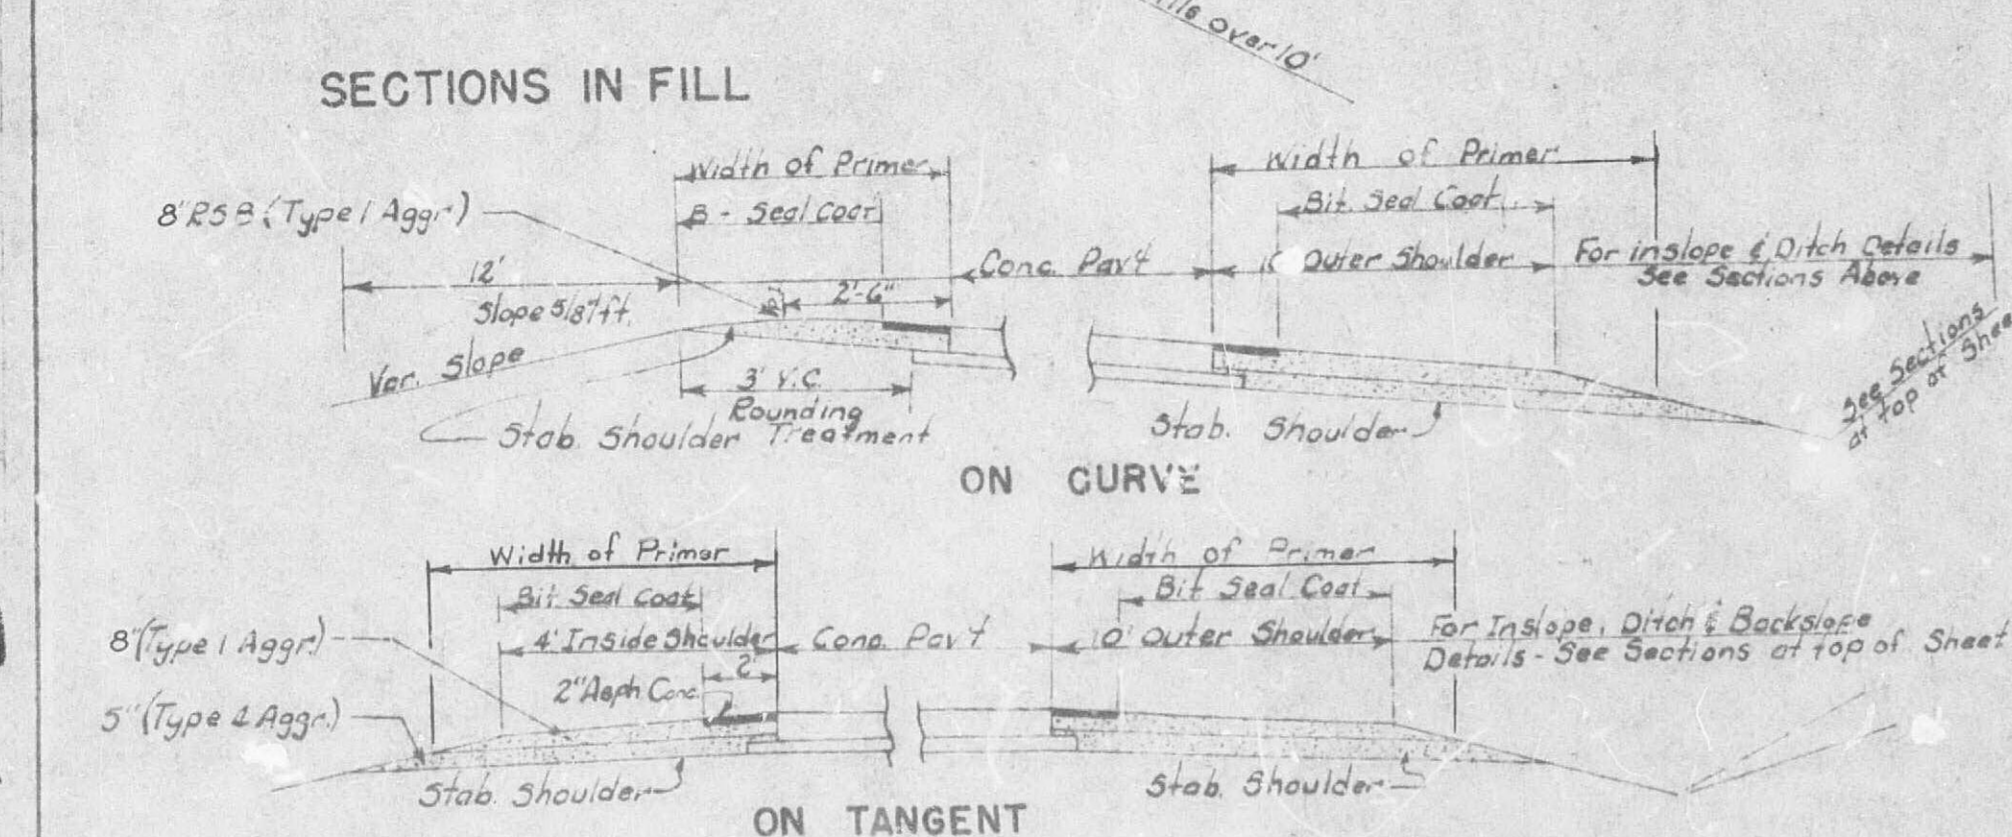 Over 10'
SECTIONS IN FILL
Width of Primer
Width of Primer
8" RSB (Type 1 Aggr.)
B - Seal Coat
Bit. Seal Coat
12'
Conc. Pav't
Outer Shoulder
For inslope & Ditch Details
See Sections Above
Slope 5/8"/ft.
2'-6"
Var. Slope
3' V.C.
Rounding
Stab. Shoulder Treatment
Stab. Shoulder
See Sections
at top of Shee
ON CURVE
Width of Primer
Width of Primer
Bit Seal Coat
Bit Seal Coat
8" (Type 1 Aggr.)
4' Inside Shoulder
Conc. Pav't
10' Outer Shoulder
For Inslope, Ditch & Backslope
Details - See Sections at top of Sheet
2'
2" Asph Conc.
5" (Type 4 Aggr.)
Stab. Shoulder
Stab. Shoulder
ON TANGENT